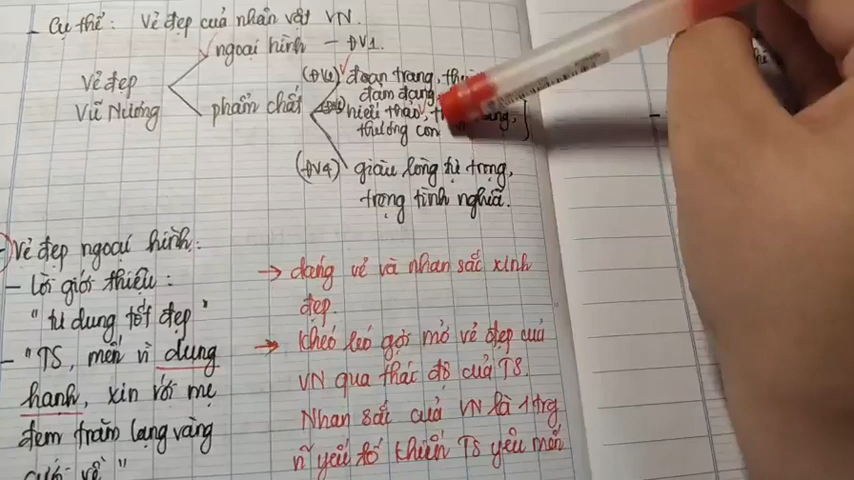 - Cụ thể: Vẻ đẹp của nhân vật VN.
ngoại hình - ĐV1.
Vẻ đẹp
Vũ Nương
phẩm chất
đoan trang,
đảm đang
hiếu thảo,
thương con
(ĐV4) giàu lòng tự trọng,
trọng tình nghĩa.
Vẻ đẹp ngoại hình:
- Lời giới thiệu:
"tư dung tốt đẹp"
→ dáng vẻ và nhan sắc xinh
đẹp.
- "TS, mến vì dung
hạnh, xin với mẹ
đem trăm lạng vàng
cưới về"
→ Khéo léo gợi mở vẻ đẹp của
VN qua thái độ của TS.
Nhan sắc của VN là 1 trg
n~ yếu tố khiến TS yêu mến